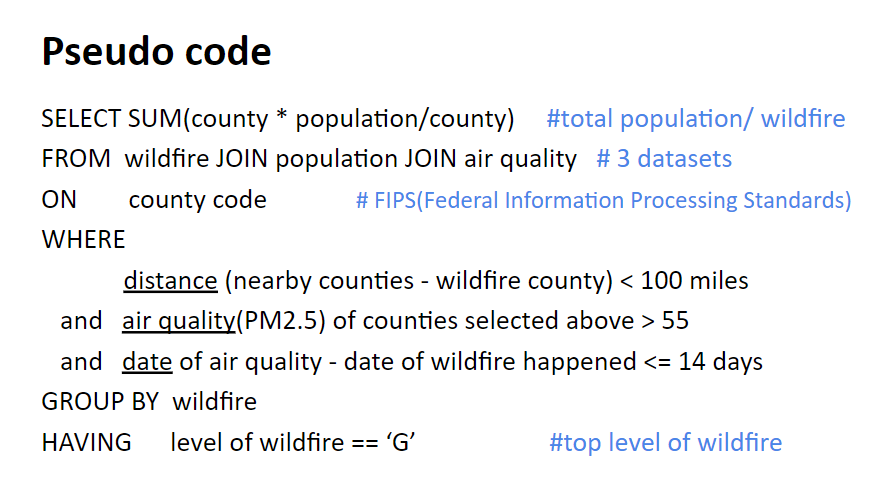 Pseudo code
SELECT SUM(county * population/county) #total population/ wildfire
FROM wildfire JOIN population JOIN air quality # 3 datasets
ON county code # FIPS(Federal Information Processing Standards)
WHERE
distance (nearby counties - wildfire county) < 100 miles
and air quality(PM2.5) of counties selected above > 55
and date of air quality - date of wildfire happened <= 14 days
GROUP BY wildfire
HAVING level of wildfire == ‘G’ #top level of wildfire